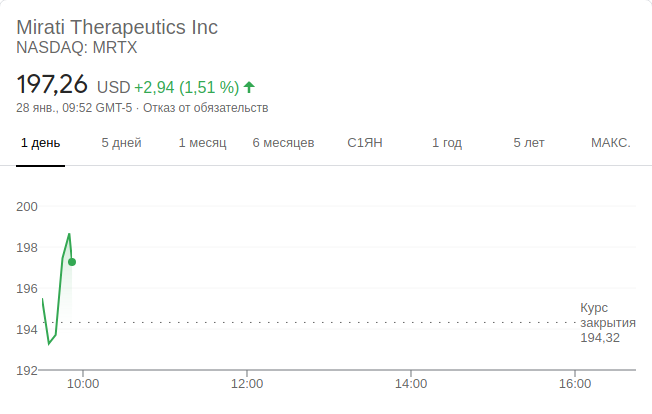 Mirati Therapeutics Inc
NASDAQ: MRTX
197,26 USD +2,94 (1,51 %)
28 янв., 09:52 GMT-5 · Отказ от обязательств
1 день 5 дней 1 месяц 6 месяцев С1ЯН 1 год 5 лет МАКС.
200
198
196
194
192
Курс
закрытия
194,32
10:00 12:00 14:00 16:00